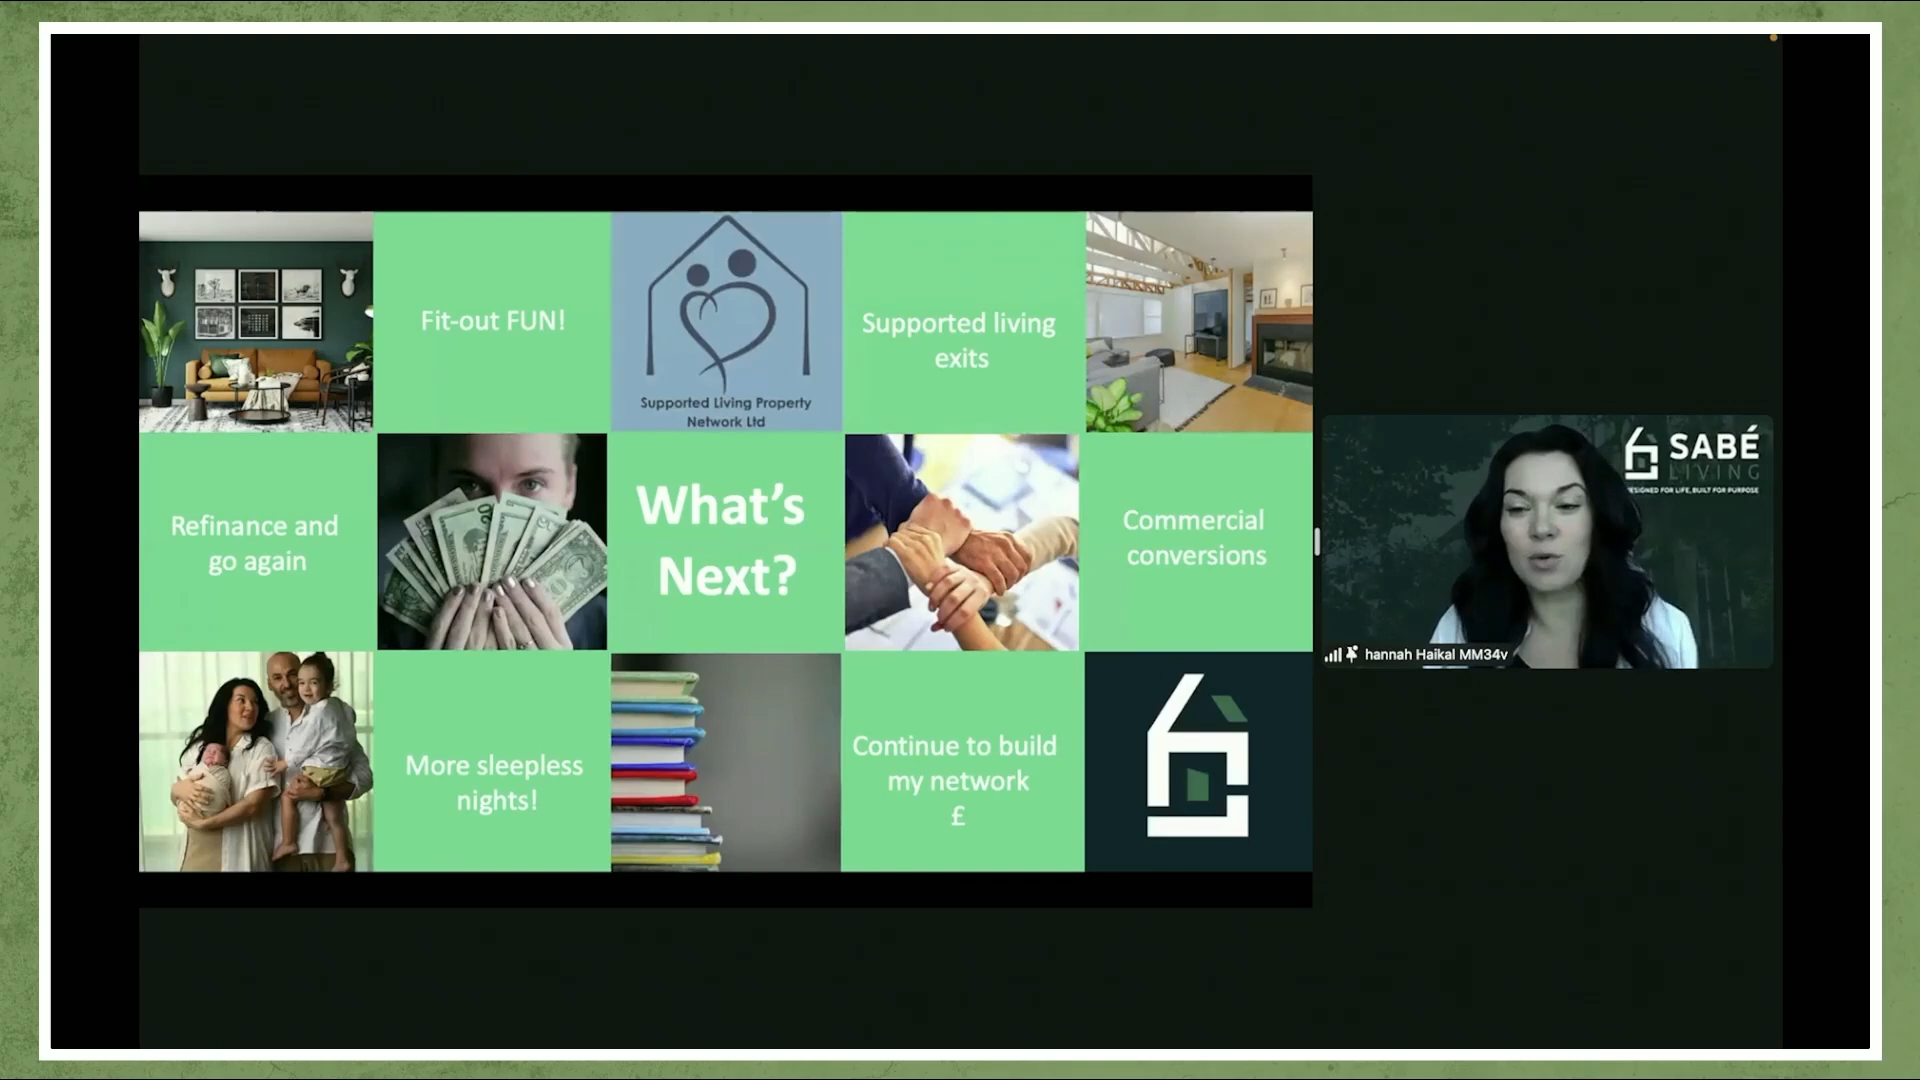 Fit-out FUN!
Supported Living Property
Network Ltd
Supported living
exits
Refinance and
go again
What's
Next?
Commercial
conversions
More sleepless
nights!
Continue to build
my network
£
SABÉ
LIVING
DESIGNED FOR LIFE, BUILT FOR PURPOSE
hannah Haikal MM34v